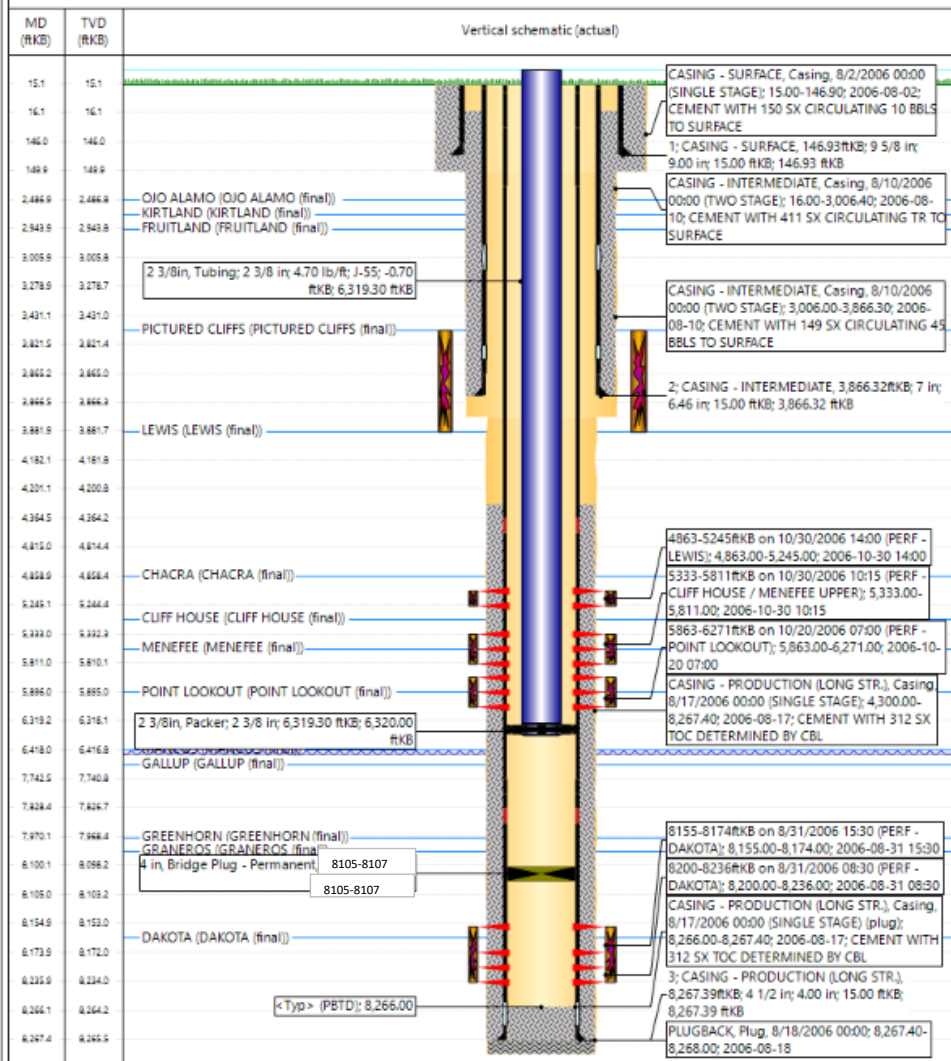 MD
(ftKB)
TVD
(ftKB)
Vertical schematic (actual)
15.1 15.1
16.1 16.1
146.0 146.0
149.9 149.9
2,486.9 2,486.8
2,943.9 2,943.8
3,005.9 3,005.8
3,278.9 3,278.7
3,431.1 3,431.0
3,821.5 3,821.4
3,865.2 3,865.0
3,866.5 3,866.3
3,881.9 3,881.7
4,182.1 4,181.8
4,201.1 4,200.8
4,364.5 4,364.2
4,815.0 4,814.4
4,858.9 4,858.4
5,245.1 5,244.4
5,333.0 5,332.3
5,811.0 5,810.1
5,896.0 5,895.0
6,319.2 6,318.1
6,418.0 6,416.8
7,742.5 7,740.8
7,828.4 7,826.7
7,970.1 7,968.4
8,100.1 8,098.2
8,105.0 8,103.2
8,154.9 8,153.0
8,173.9 8,172.0
8,235.9 8,234.0
8,266.1 8,264.2
8,267.4 8,265.5
OJO ALAMO (OJO ALAMO (final))
KIRTLAND (KIRTLAND (final))
FRUITLAND (FRUITLAND (final))
2 3/8in, Tubing; 2 3/8 in; 4.70 lb/ft; J-55; -0.70
ftKB; 6,319.30 ftKB
PICTURED CLIFFS (PICTURED CLIFFS (final))
LEWIS (LEWIS (final))
CHACRA (CHACRA (final))
CLIFF HOUSE (CLIFF HOUSE (final))
MENEFEE (MENEFEE (final))
POINT LOOKOUT (POINT LOOKOUT (final))
2 3/8in, Packer; 2 3/8 in; 6,319.30 ftKB; 6,320.00
ftKB
MANCOS (MANCOS (final))
GALLUP (GALLUP (final))
GREENHORN (GREENHORN (final))
GRANEROS (GRANEROS (final))
4 in, Bridge Plug - Permanent, 8105-8107
8105-8107
DAKOTA (DAKOTA (final))
<Typ> (PBTD); 8,266.00
CASING - SURFACE, Casing, 8/2/2006 00:00
(SINGLE STAGE); 15.00-146.90; 2006-08-02;
CEMENT WITH 150 SX CIRCULATING 10 BBLS
TO SURFACE
1; CASING - SURFACE, 146.93ftKB; 9 5/8 in;
9.00 in; 15.00 ftKB; 146.93 ftKB
CASING - INTERMEDIATE, Casing, 8/10/2006
00:00 (TWO STAGE); 16.00-3,006.40; 2006-08-
10; CEMENT WITH 411 SX CIRCULATING TR TO
SURFACE
CASING - INTERMEDIATE, Casing, 8/10/2006
00:00 (TWO STAGE); 3,006.00-3,866.30; 2006-
08-10; CEMENT WITH 149 SX CIRCULATING 45
BBLS TO SURFACE
2; CASING - INTERMEDIATE, 3,866.32ftKB; 7 in;
6.46 in; 15.00 ftKB; 3,866.32 ftKB
4863-5245ftKB on 10/30/2006 14:00 (PERF -
LEWIS); 4,863.00-5,245.00; 2006-10-30 14:00
5333-5811ftKB on 10/30/2006 10:15 (PERF -
CLIFF HOUSE / MENEFEE UPPER); 5,333.00-
5,811.00; 2006-10-30 10:15
5863-6271ftKB on 10/20/2006 07:00 (PERF -
POINT LOOKOUT); 5,863.00-6,271.00; 2006-10-
20 07:00
CASING - PRODUCTION (LONG STR.), Casing,
8/17/2006 00:00 (SINGLE STAGE); 4,300.00-
8,267.40; 2006-08-17; CEMENT WITH 312 SX
TOC DETERMINED BY CBL
8155-8174ftKB on 8/31/2006 15:30 (PERF -
DAKOTA); 8,155.00-8,174.00; 2006-08-31 15:30
8200-8236ftKB on 8/31/2006 08:30 (PERF -
DAKOTA); 8,200.00-8,236.00; 2006-08-31 08:30
CASING - PRODUCTION (LONG STR.), Casing,
8/17/2006 00:00 (SINGLE STAGE) (plug);
8,266.00-8,267.40; 2006-08-17; CEMENT WITH
312 SX TOC DETERMINED BY CBL
3; CASING - PRODUCTION (LONG STR.),
8,267.39ftKB; 4 1/2 in; 4.00 in; 15.00 ftKB;
8,267.39 ftKB
PLUGBACK, Plug, 8/18/2006 00:00; 8,267.40-
8,268.00; 2006-08-18